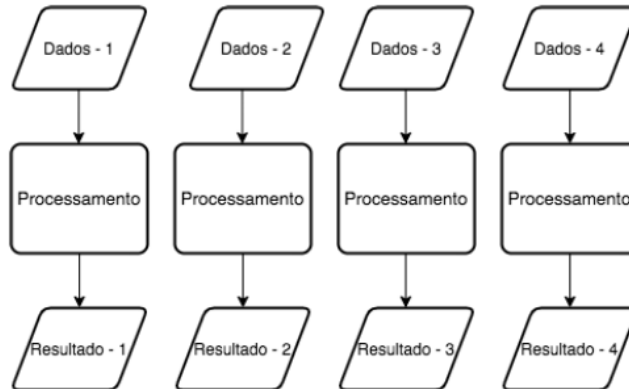 Dados - 1
Dados - 2
Dados - 3
Dados - 4
Processamento
Processamento
Processamento
Processamento
Resultado - 1
Resultado - 2
Resultado - 3
Resultado - 4